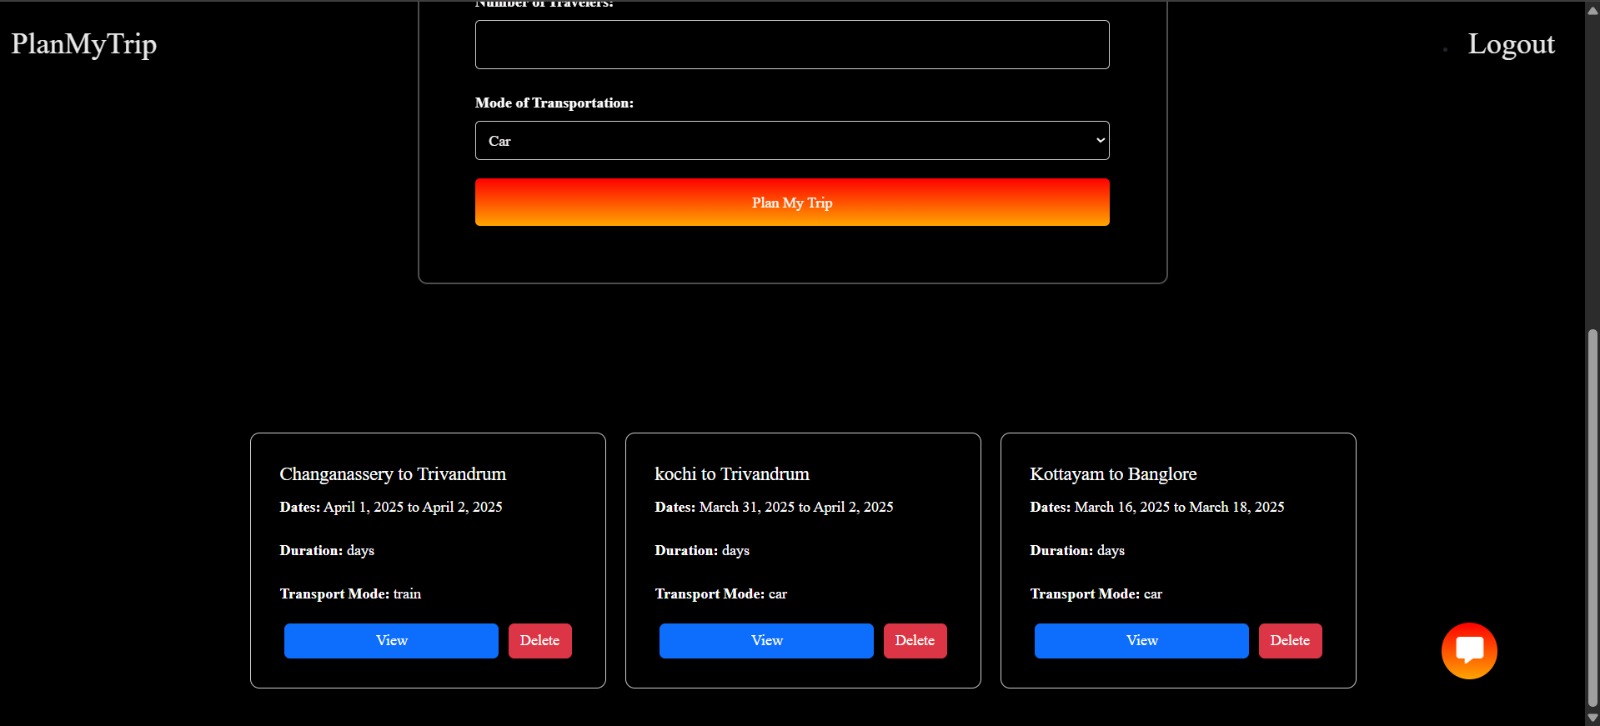 Number of Travelers:
PlanMyTrip
Logout
Mode of Transportation:
Car
Plan My Trip
Changanassery to Trivandrum
Dates: April 1, 2025 to April 2, 2025
Duration: days
Transport Mode: train
View
Delete
kochi to Trivandrum
Dates: March 31, 2025 to April 2, 2025
Duration: days
Transport Mode: car
View
Delete
Kottayam to Banglore
Dates: March 16, 2025 to March 18, 2025
Duration: days
Transport Mode: car
View
Delete